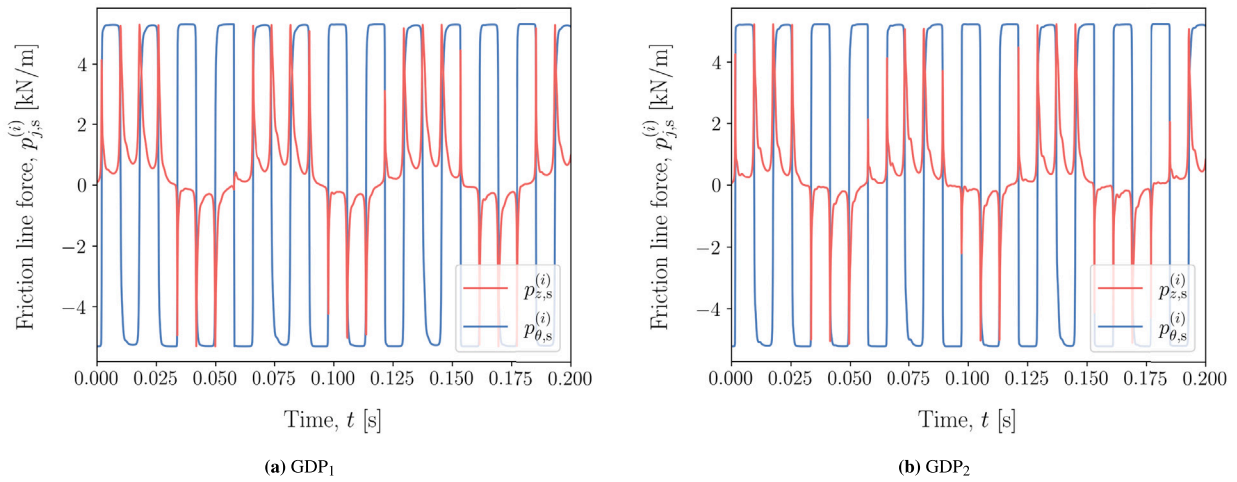 Friction line force, p_{j,s}^{(i)} [kN/m]
4
2
0
−2
−4
p_{z,s}^{(i)}
p_{θ,s}^{(i)}
0.000 0.025 0.050 0.075 0.100 0.125 0.150 0.175 0.200
Time, t [s]
(a) GDP₁
Friction line force, p_{j,s}^{(i)} [kN/m]
4
2
0
−2
−4
p_{z,s}^{(i)}
p_{θ,s}^{(i)}
0.000 0.025 0.050 0.075 0.100 0.125 0.150 0.175 0.200
Time, t [s]
(b) GDP₂